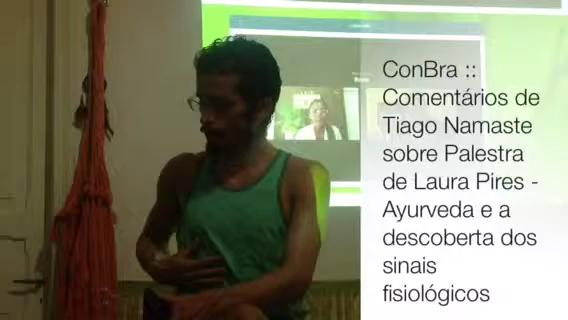 ConBra ::
Comentários de
Tiago Namaste
sobre Palestra
de Laura Pires -
Ayurveda e a
descoberta dos
sinais
fisiológicos